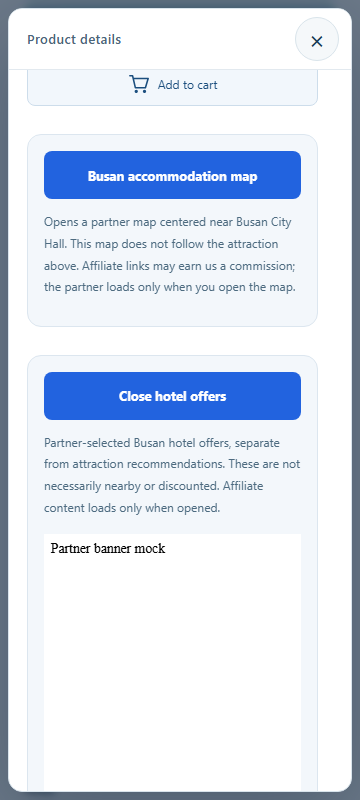 Product details
Add to cart
Busan accommodation map
Opens a partner map centered near Busan City
Hall. This map does not follow the attraction
above. Affiliate links may earn us a commission;
the partner loads only when you open the map.
Close hotel offers
Partner-selected Busan hotel offers, separate
from attraction recommendations. These are not
necessarily nearby or discounted. Affiliate
content loads only when opened.
Partner banner mock